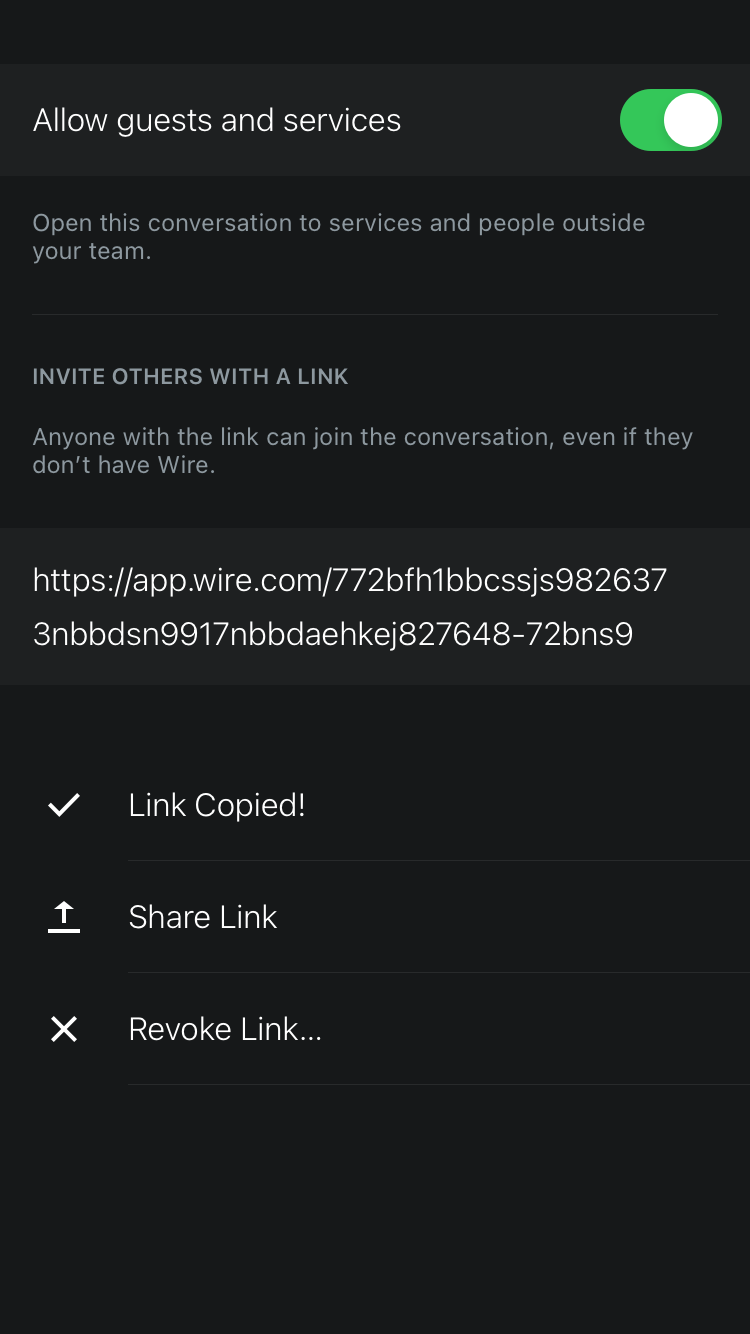 Allow guests and services
Open this conversation to services and people outside
your team.
INVITE OTHERS WITH A LINK
Anyone with the link can join the conversation, even if they
don’t have Wire.
https://app.wire.com/772bfh1bbcssjs982637
3nbbdsn9917nbbdaehkej827648-72bns9
Link Copied!
Share Link
Revoke Link...